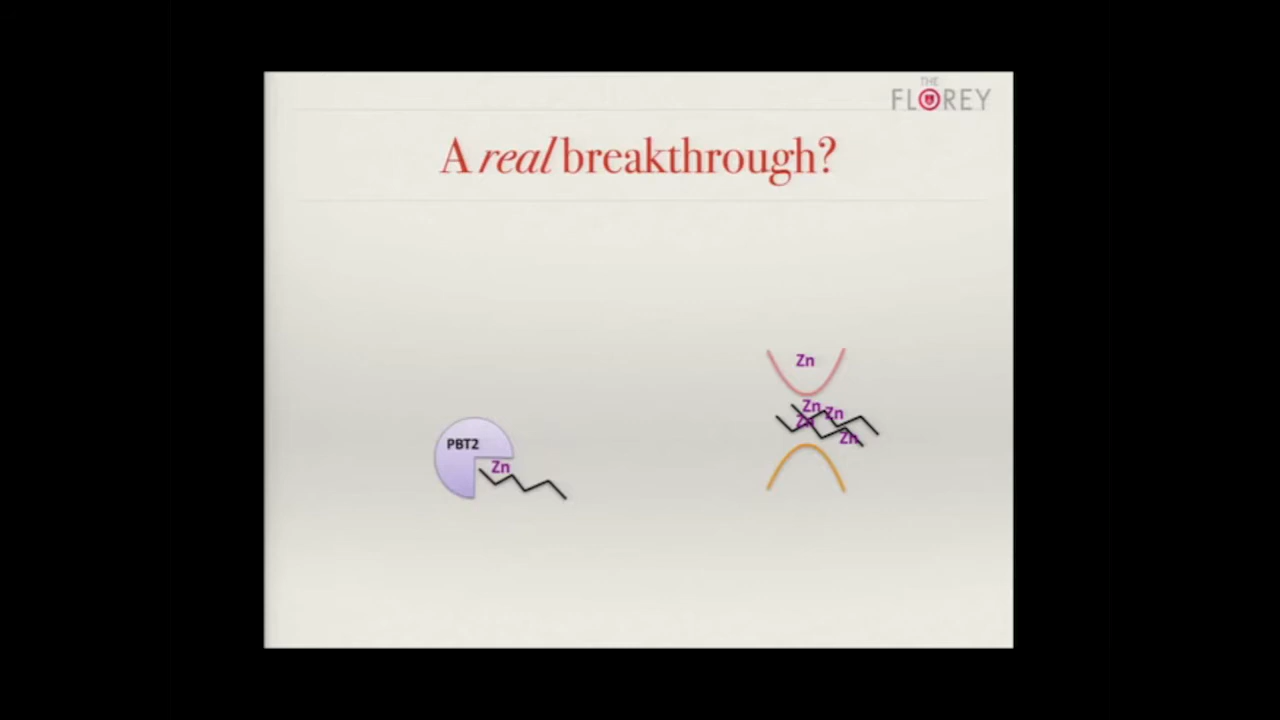 THE
FLOREY
A real breakthrough?
Zn
Zn Zn
Zn
Zn
PBT2
Zn